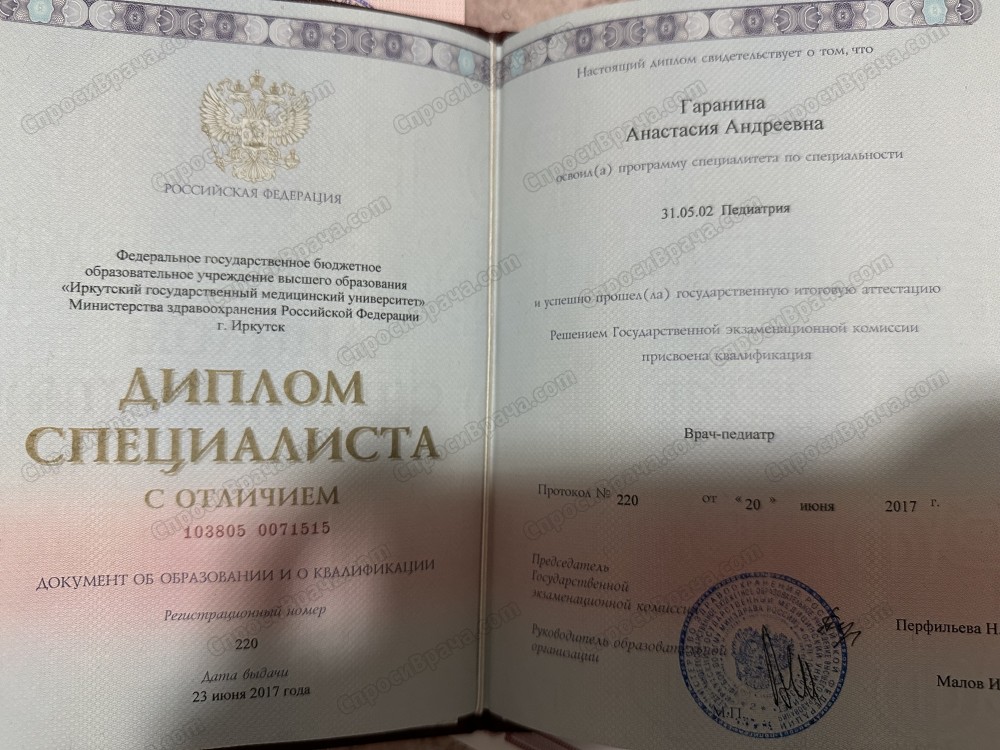 РОССИЙСКАЯ ФЕДЕРАЦИЯ
Федеральное государственное бюджетное
образовательное учреждение высшего образования
«Иркутский государственный медицинский университет»
Министерства здравоохранения Российской Федерации
г. Иркутск
ДИПЛОМ
СПЕЦИАЛИСТА
С ОТЛИЧИЕМ
103805 0071515
ДОКУМЕНТ ОБ ОБРАЗОВАНИИ И О КВАЛИФИКАЦИИ
Регистрационный номер
220
Дата выдачи
23 июня 2017 года
Настоящий диплом свидетельствует о том, что
Гаранина
Анастасия Андреевна
освоил(а) программу специалитета по специальности
31.05.02 Педиатрия
и успешно прошел(ла) государственную итоговую аттестацию
Решением Государственной экзаменационной комиссии
присвоена квалификация
Врач-педиатр
Протокол № 220 от « 20 » июня 2017 г.
Председатель
Государственной
экзаменационной комиссии
Перфильева Н.
Руководитель образовательной
организации
Малов И
М.П.
СпросиВрача.com